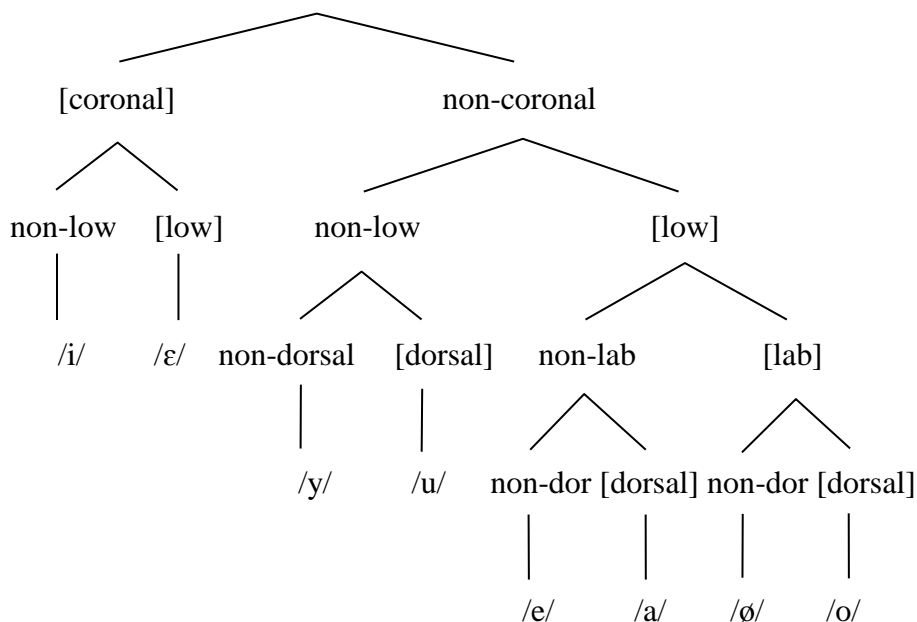 [coronal] non-coronal
non-low [low] non-low [low]
/i/ /ɛ/ non-dorsal [dorsal] non-lab [lab]
/y/ /u/ non-dor [dorsal] non-dor [dorsal]
/e/ /a/ /ø/ /o/